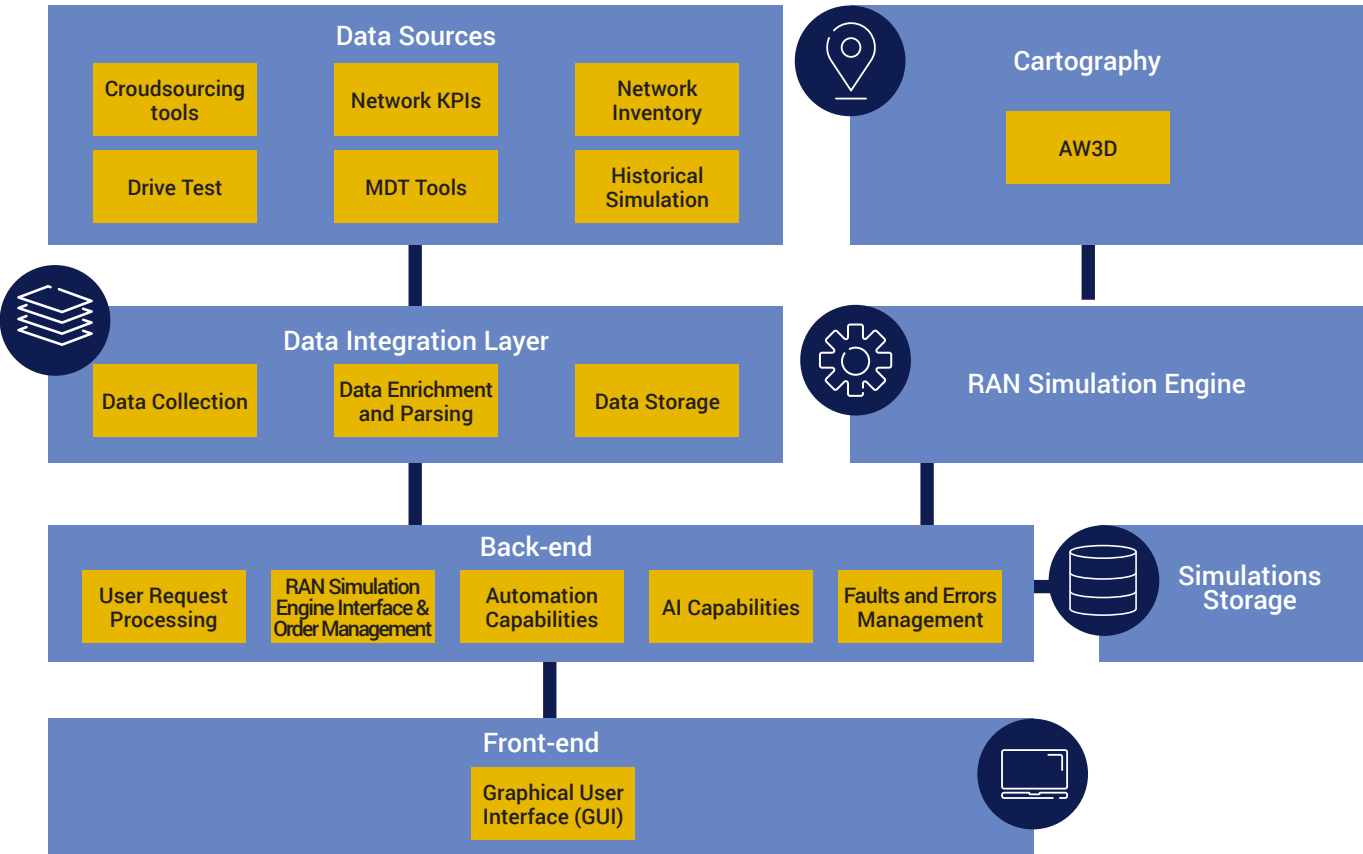 Data Sources
Croudsourcing
tools
Network KPIs
Network
Inventory
Drive Test
MDT Tools
Historical
Simulation
Cartography
AW3D
Data Integration Layer
Data Collection
Data Enrichment
and Parsing
Data Storage
RAN Simulation Engine
Back-end
User Request
Processing
RAN Simulation
Engine Interface &
Order Management
Automation
Capabilities
AI Capabilities
Faults and Errors
Management
Simulations
Storage
Front-end
Graphical User
Interface (GUI)